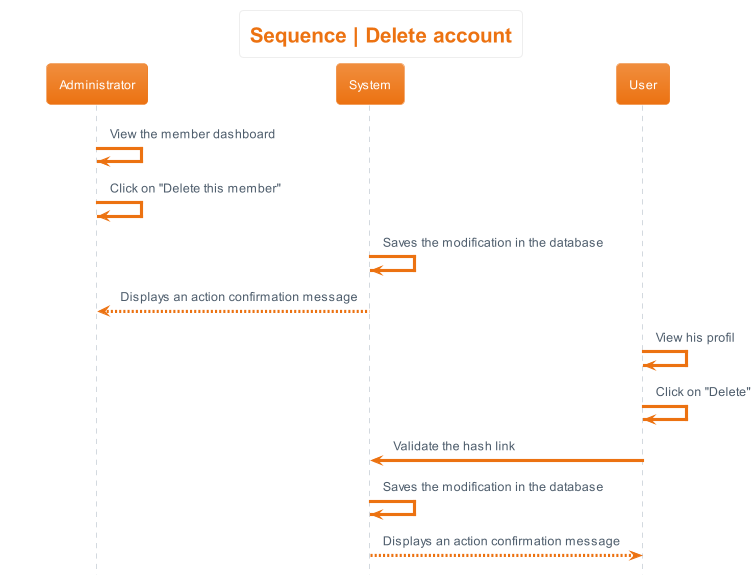 Sequence | Delete account
Administrator
System
User
View the member dashboard
Click on "Delete this member"
Saves the modification in the database
Displays an action confirmation message
View his profil
Click on "Delete"
Validate the hash link
Saves the modification in the database
Displays an action confirmation message